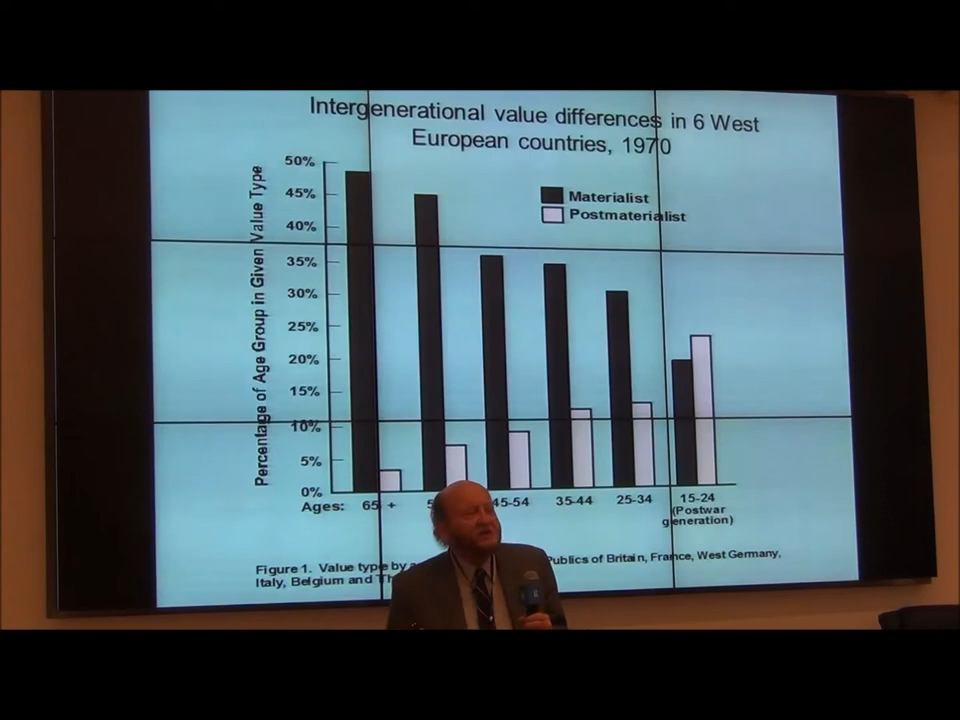 Intergenerational value differences in 6 West
European countries, 1970
Percentage of Age Group in Given Value Type
50%
45%
40%
35%
30%
25%
20%
15%
10%
5%
0%
Materialist
Postmaterialist
Ages: 65 + 45-54 35-44 25-34 15-24
(Postwar
generation)
Figure 1. Value type by Publics of Britain, France, West Germany,
Italy, Belgium and